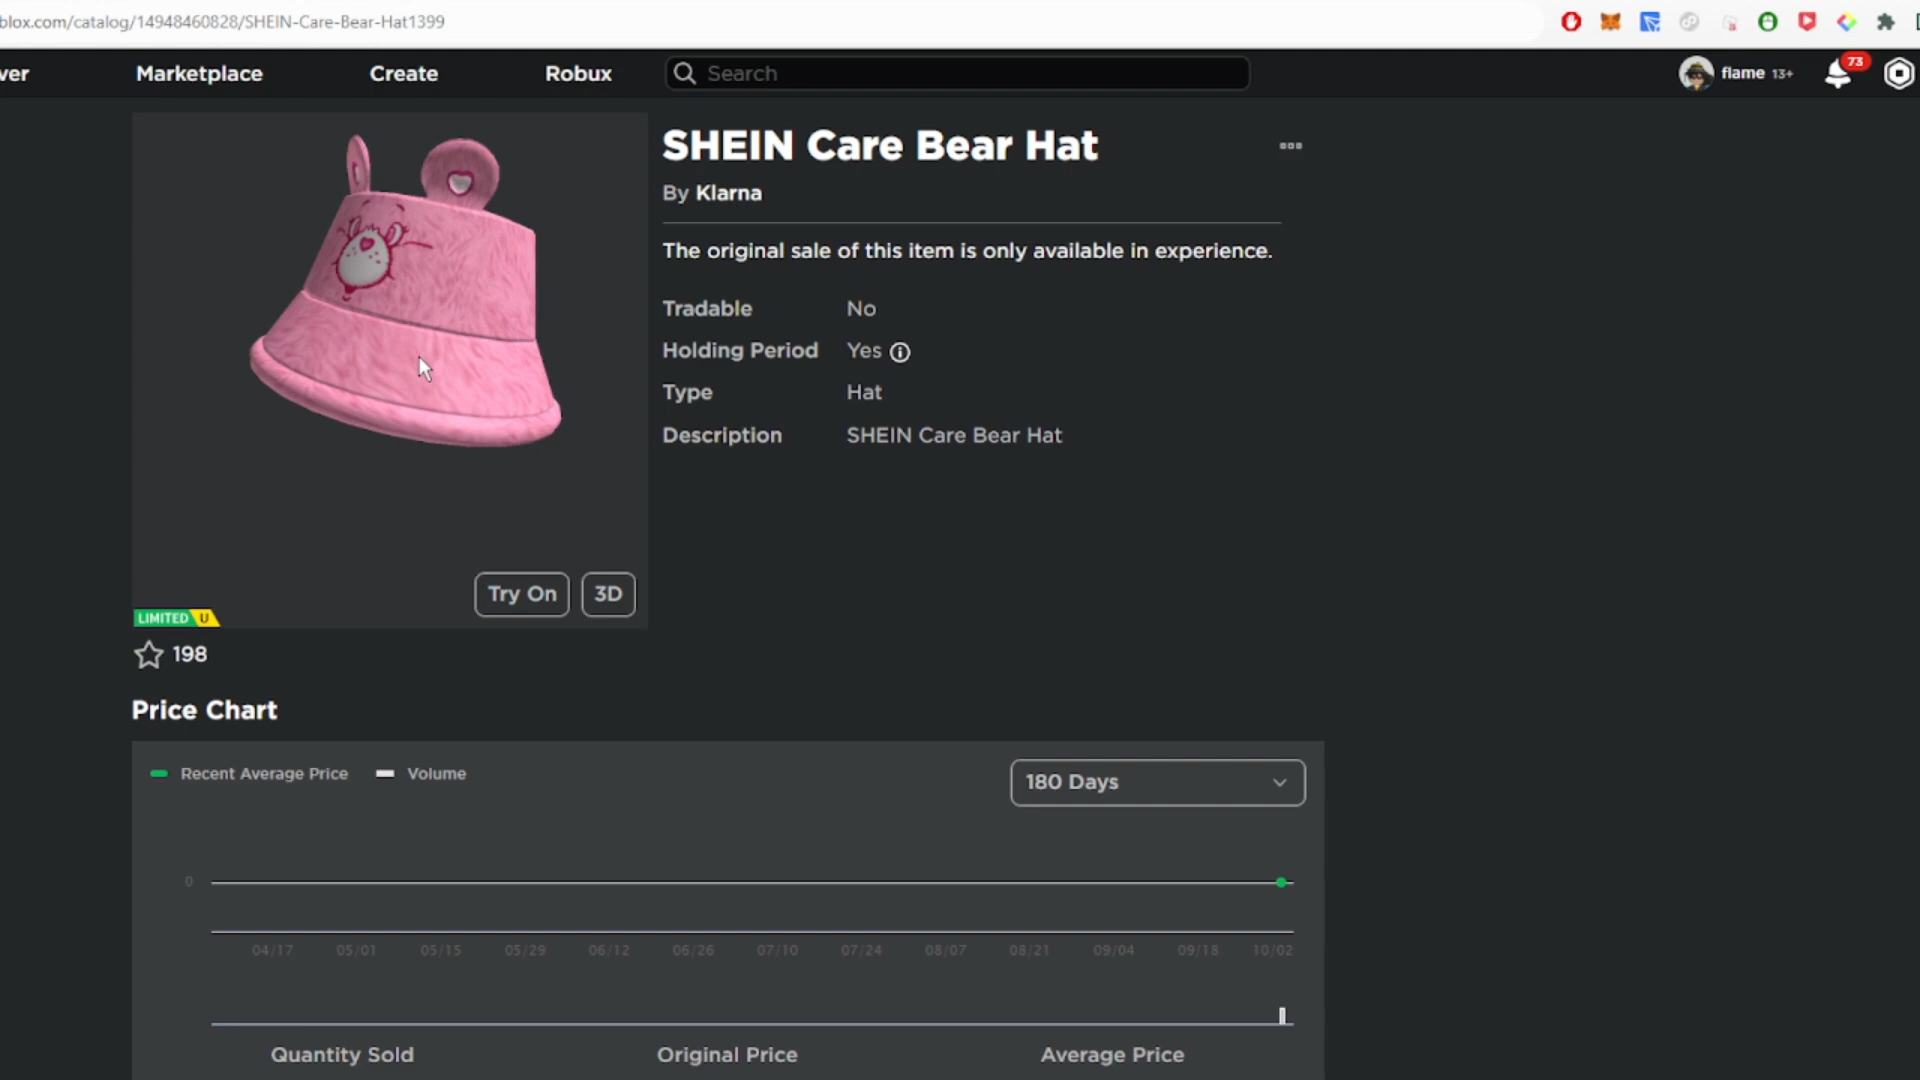 blox.com/catalog/14948460828/SHEIN-Care-Bear-Hat1399
ver
Marketplace
Create
Robux
Search
flame 13+
73
SHEIN Care Bear Hat
By Klarna
The original sale of this item is only available in experience.
Tradable No
Holding Period Yes
Type Hat
Description SHEIN Care Bear Hat
Try On
3D
LIMITED U
198
Price Chart
Recent Average Price
Volume
180 Days
0
04/17 05/01 05/15 05/29 06/12 06/26 07/10 07/24 08/07 08/21 09/04 09/18 10/02
Quantity Sold
Original Price
Average Price